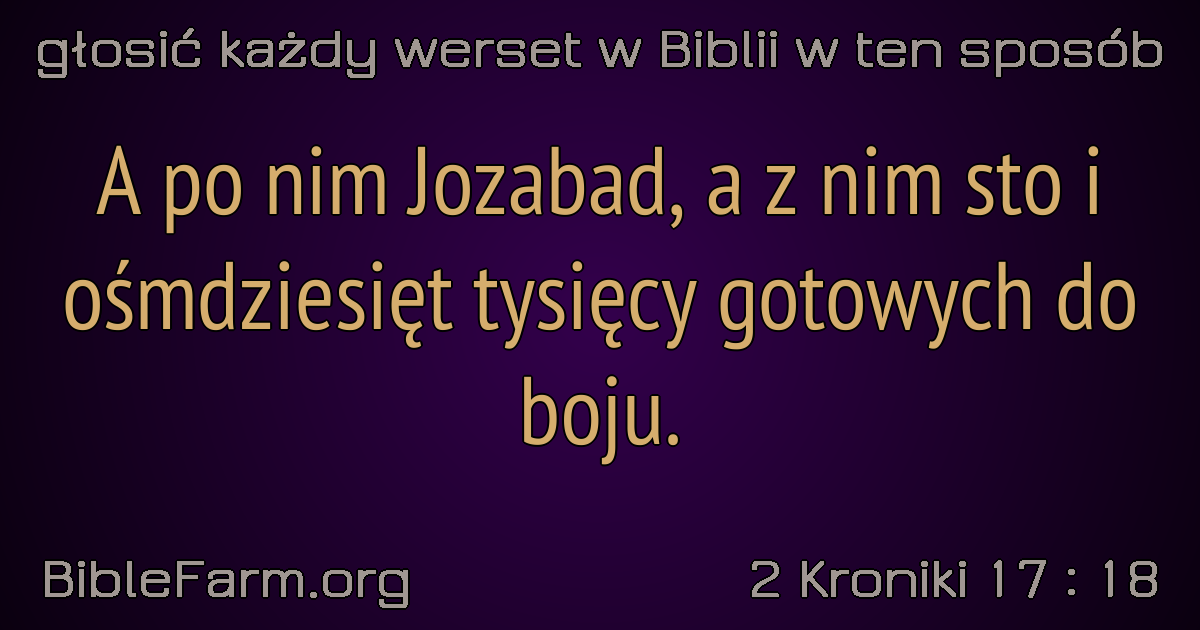 głosić każdy werset w Biblii w ten sposób
A po nim Jozabad, a z nim sto i
ośmdziesięt tysięcy gotowych do
boju.
BibleFarm.org
2 Kroniki 17 : 18